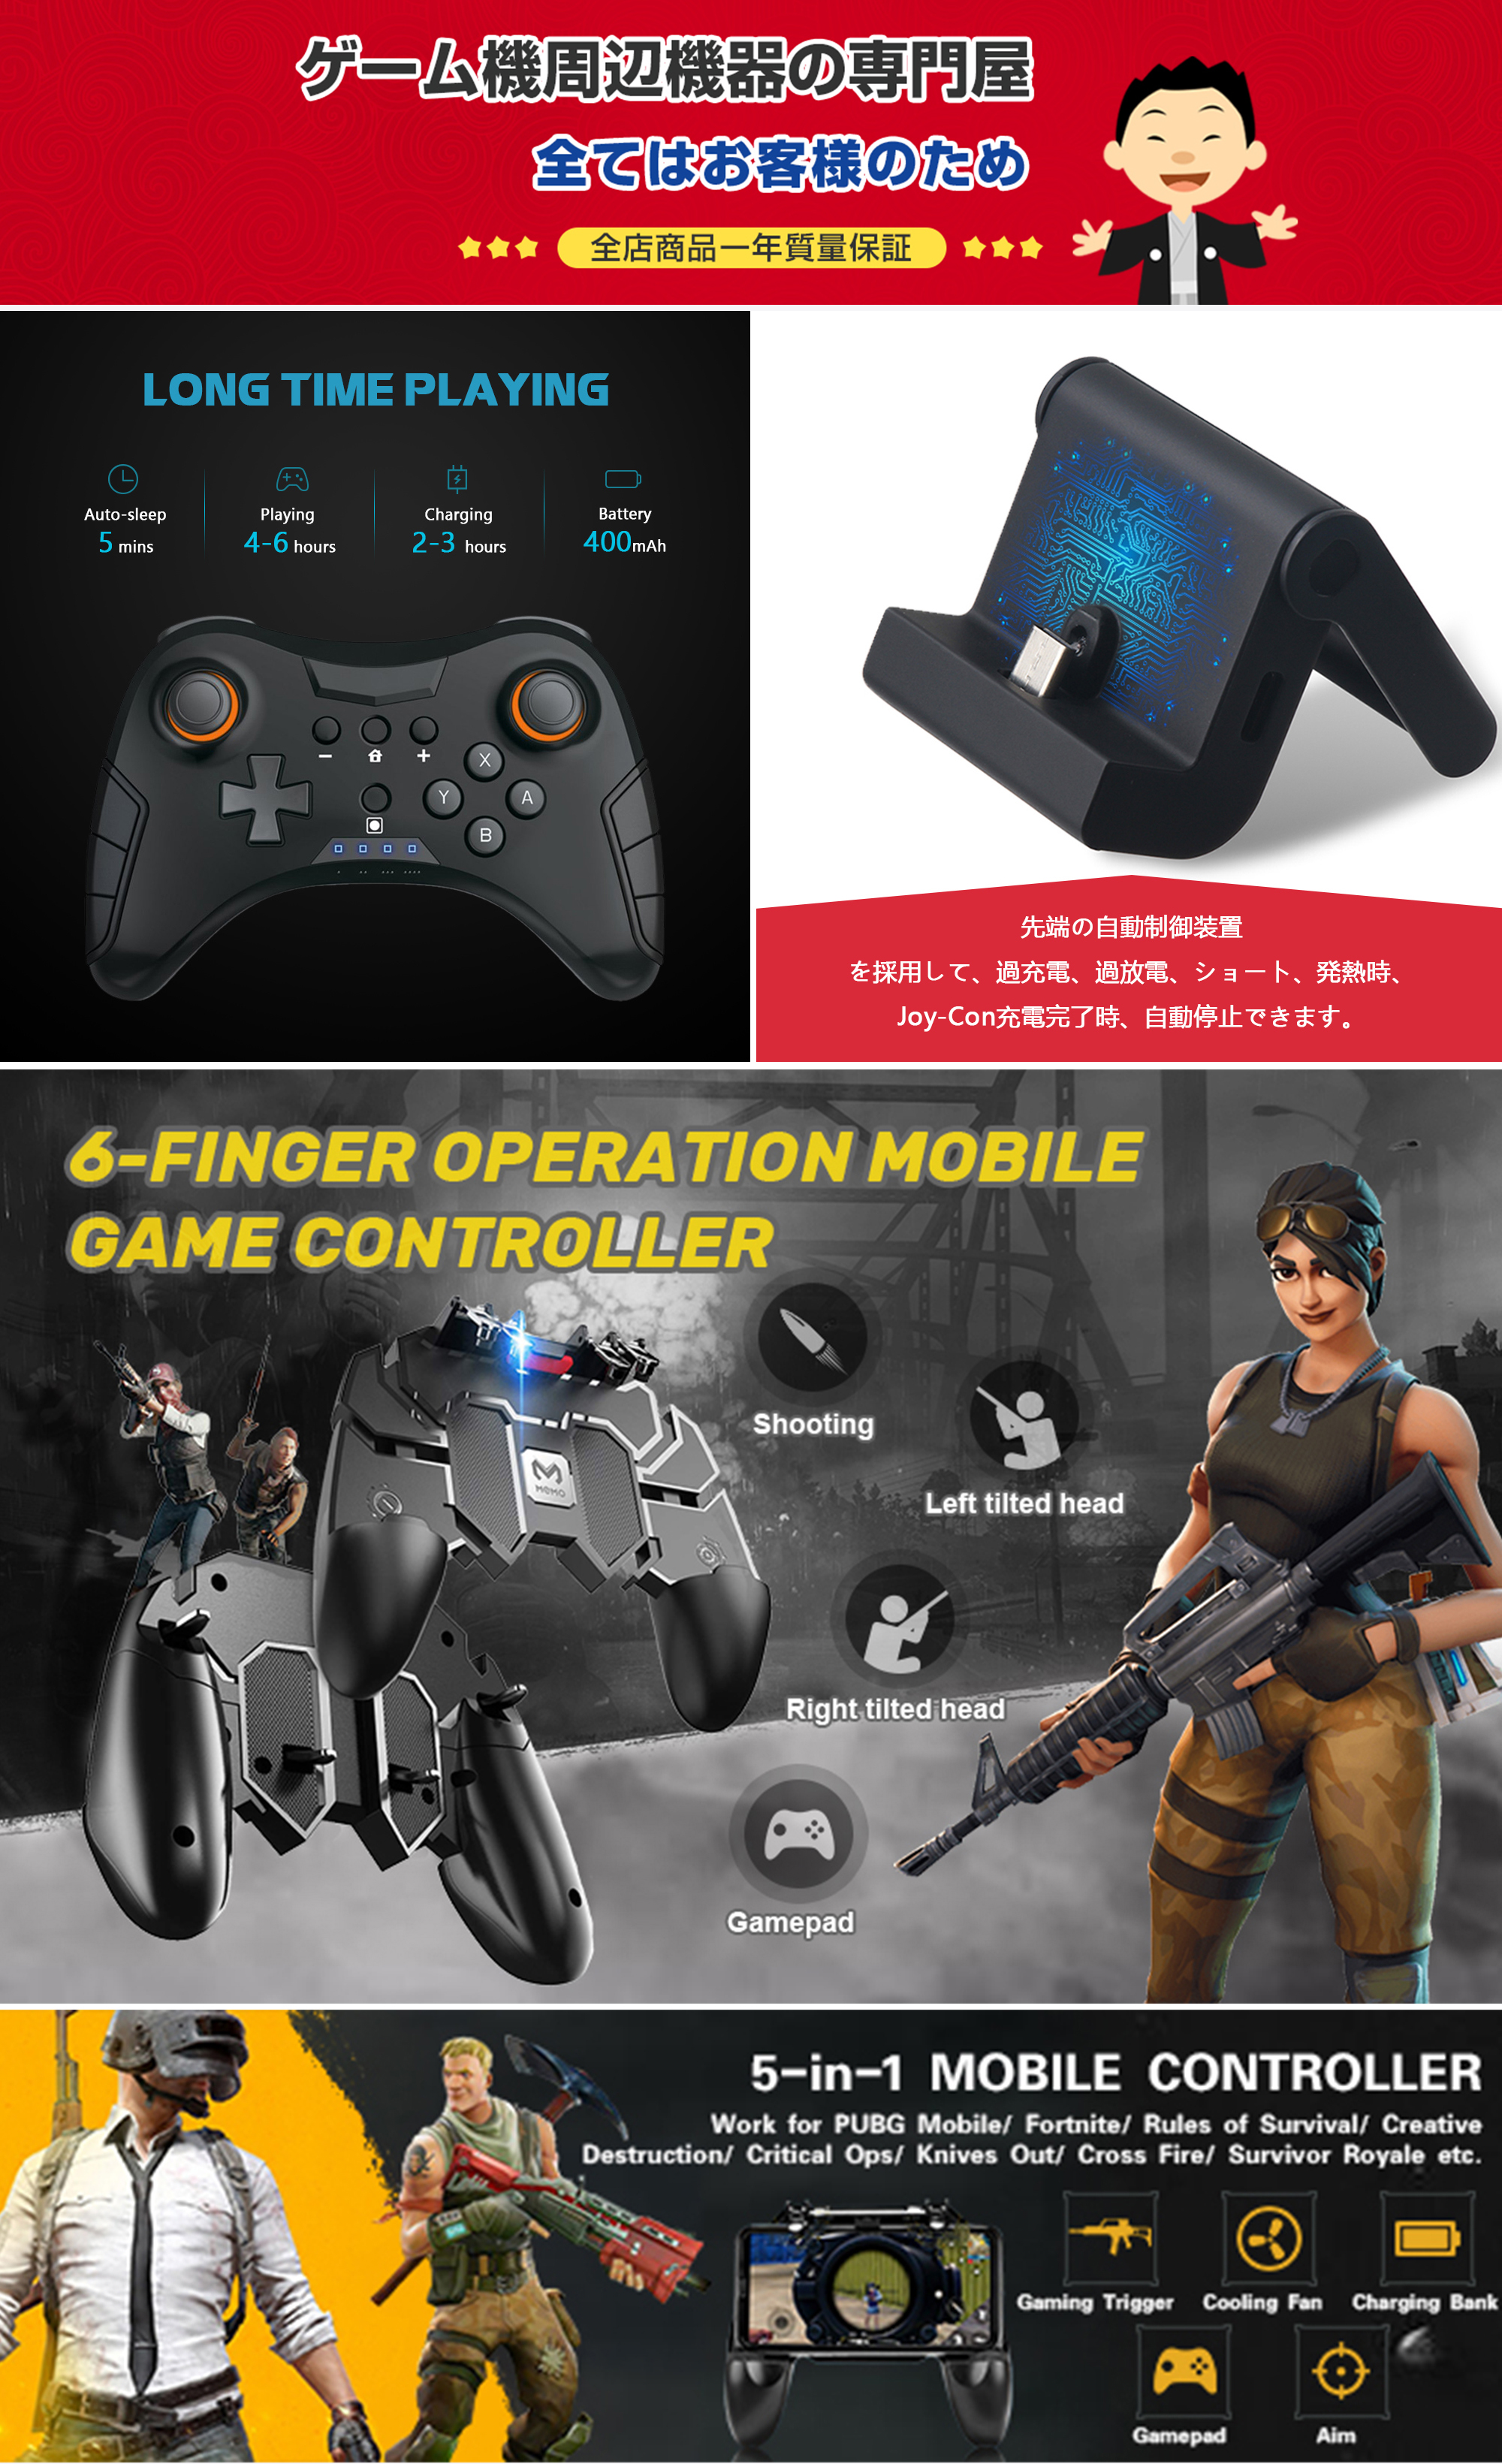 ゲーム機周辺機器の専門屋
全てはお客様のため
全店商品一年質量保証
LONG TIME PLAYING
Auto-sleep
5 mins
Playing
4-6 hours
Charging
2-3 hours
Battery
400mAh
X
Y
A
B
先端の自動制御装置
を採用して、過充電、過放電、ショート、発熱時、
Joy-Con充電完了時、自動停止できます。
6-FINGER OPERATION MOBILE
GAME CONTROLLER
MEMO
Shooting
Left tilted head
Right tilted head
Gamepad
5-in-1 MOBILE CONTROLLER
Work for PUBG Mobile/ Fortnite/ Rules of Survival/ Creative
Destruction/ Critical Ops/ Knives Out/ Cross Fire/ Survivor Royale etc.
Gaming Trigger
Cooling Fan
Charging Bank
Gamepad
Aim